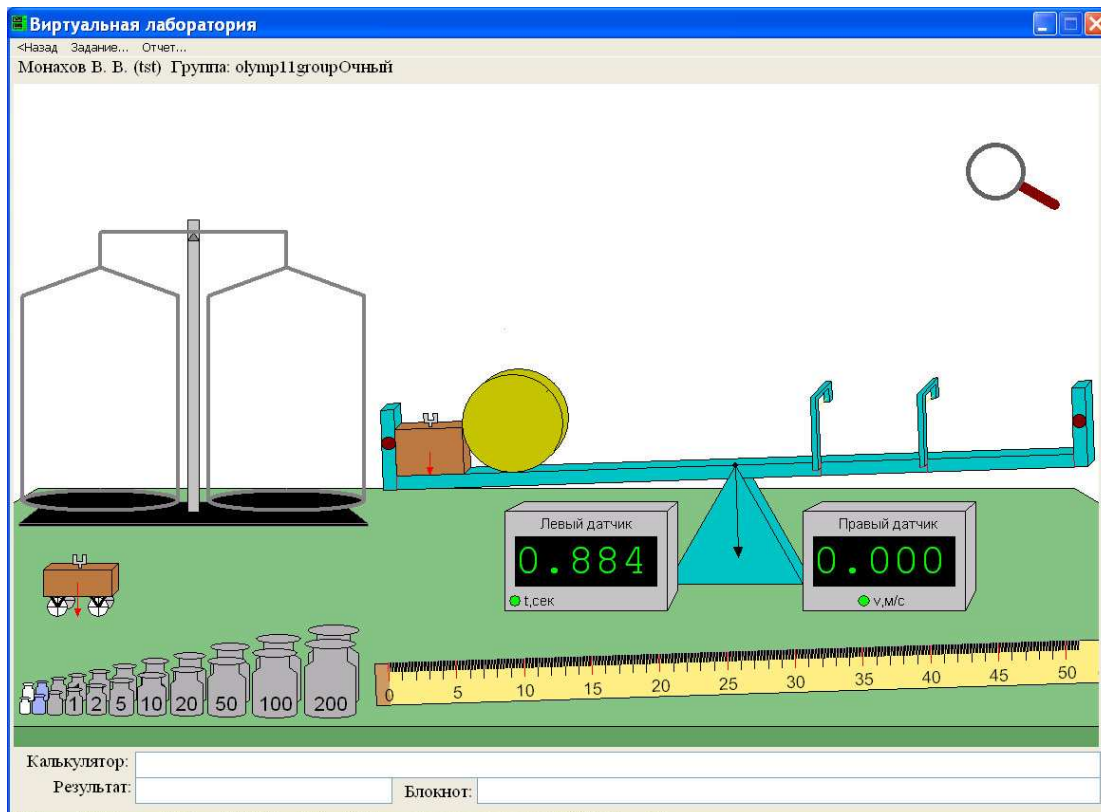 Виртуальная лаборатория
<Назад Задание... Отчет...
Монахов В. В. (tst) Группа: olymp11groupОчный
Левый датчик
0.884
t,сек
Правый датчик
0.000
v,м/с
1 2 5 10 20 50 100 200
0 5 10 15 20 25 30 35 40 45 50
Калькулятор:
Результат:
Блокнот: